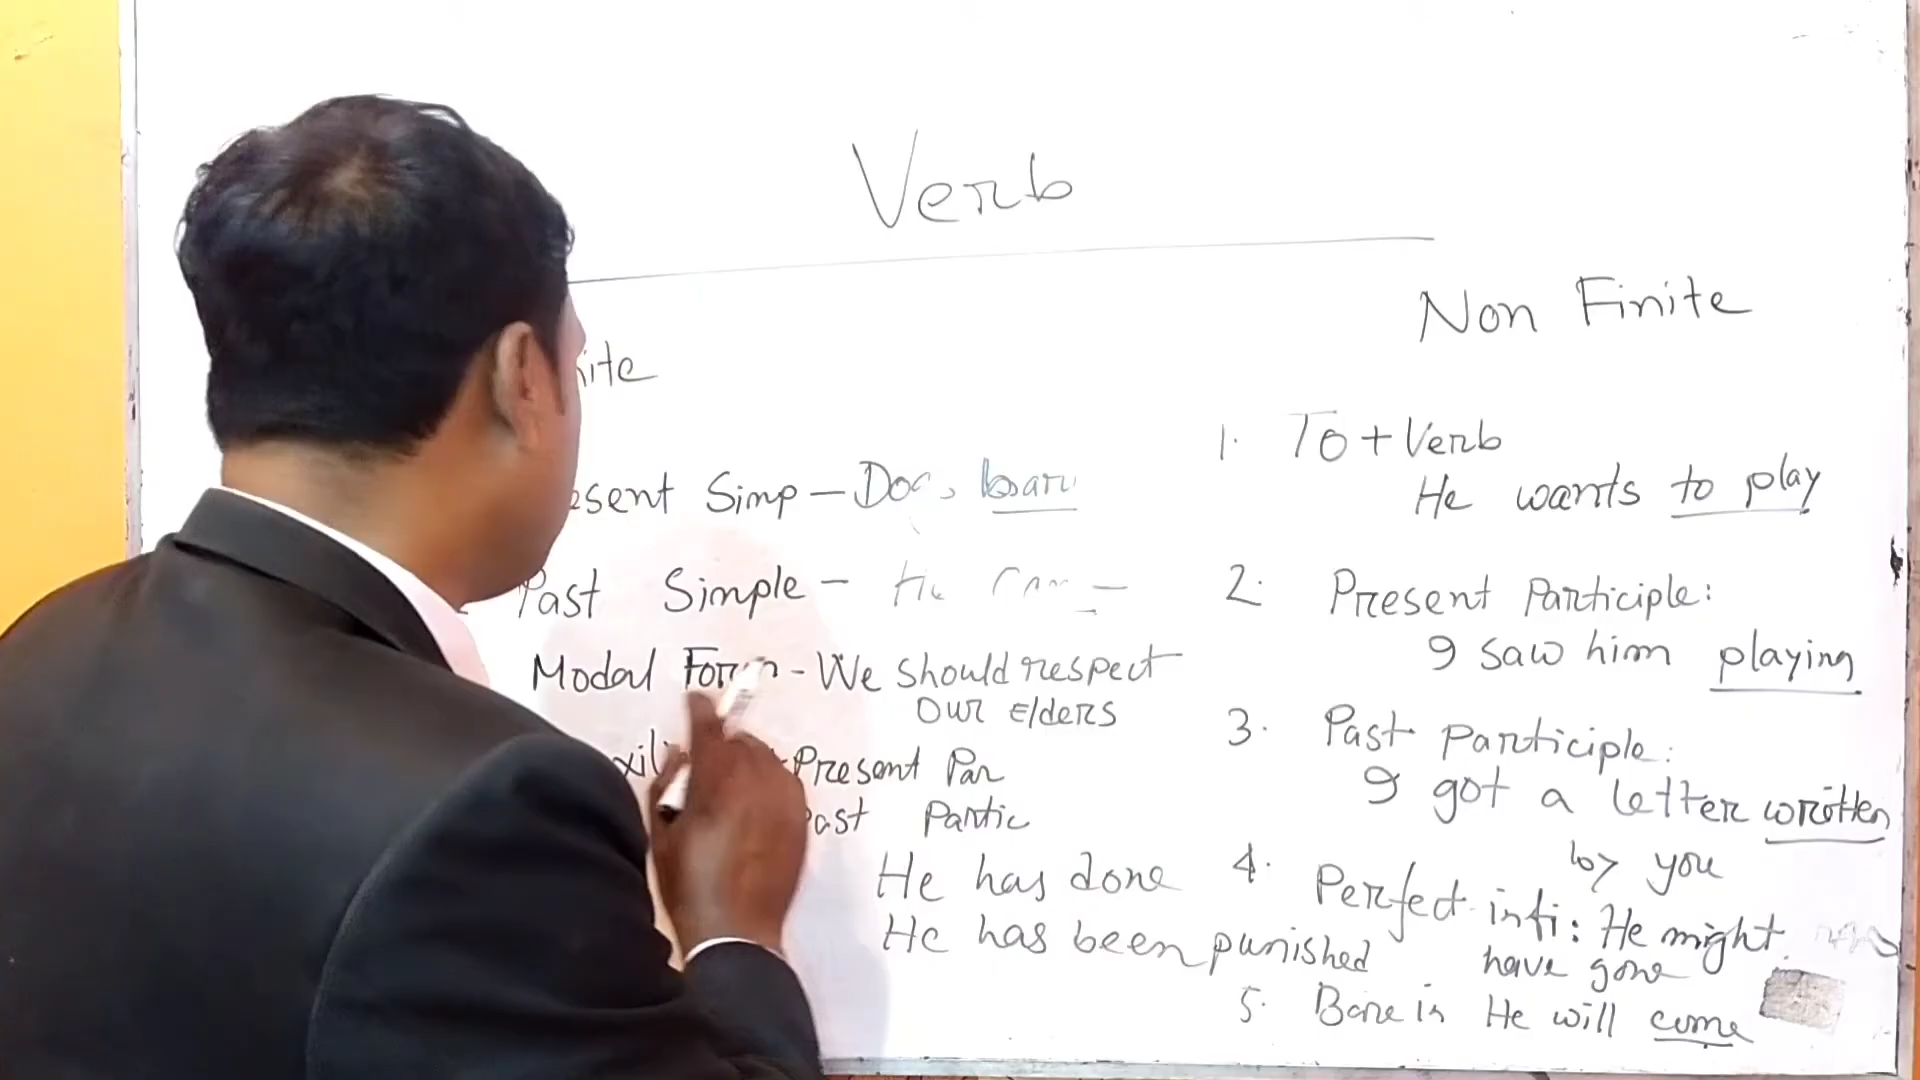 Verb
Non Finite
ite
esent Simp - Doc,
Past Simple - He
Modal Form - We should respect
Our Elders
xili Present Par
ast Partic
He has done
He has been punished
1. To + Verb
He wants to play
2. Present Participle:
I saw him playing
3. Past Participle:
I got a letter written
by you
4. Perfect infi: He might
have gone
5. Bare in He will come